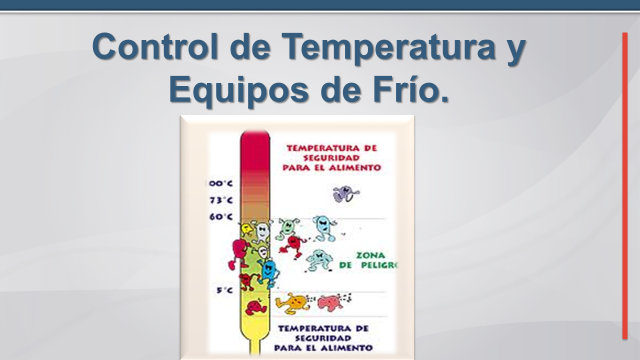 Control de Temperatura y
Equipos de Frío.
TEMPERATURA DE
SEGURIDAD
PARA EL ALIMENTO
00°C
73°C
60°C
ZONA
DE PELIGRO
5°C
TEMPERATURA DE
SEGURIDAD
PARA EL ALIMENTO